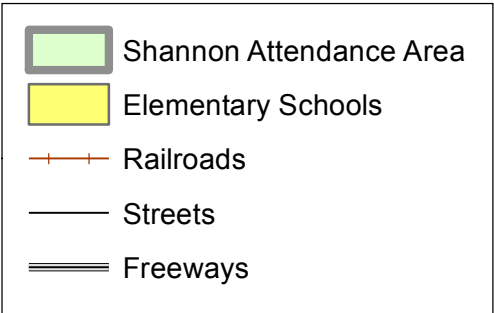 Shannon Attendance Area
Elementary Schools
Railroads
Streets
Freeways